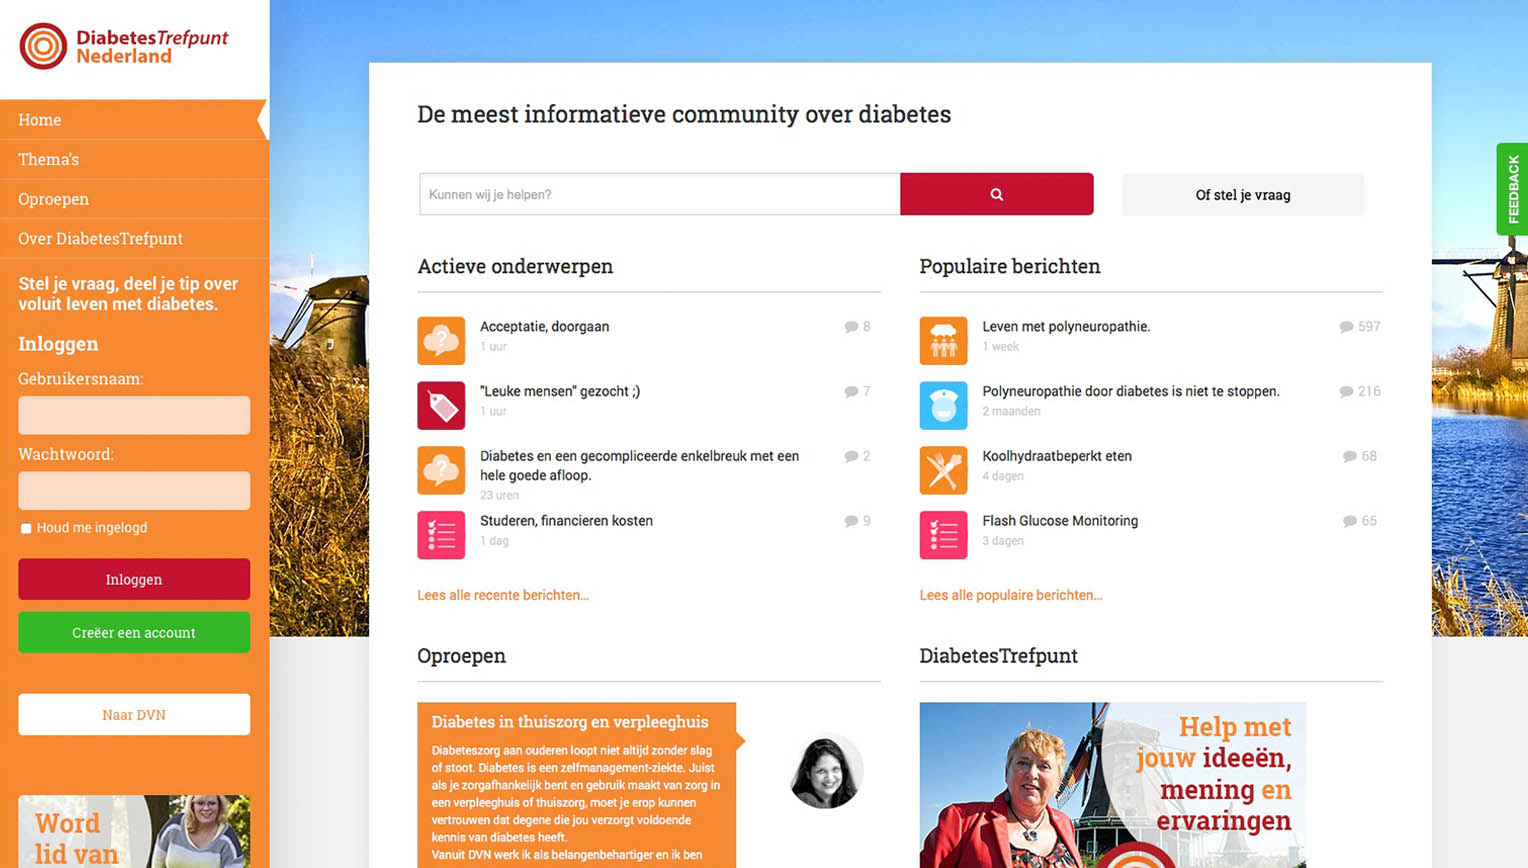 DiabetesTrefpunt
Nederland
Home
Thema's
Oproepen
Over DiabetesTrefpunt
Stel je vraag, deel je tip over
voluit leven met diabetes.
Inloggen
Gebruikersnaam:
Wachtwoord:
Houd me ingelogd
Inloggen
Creëer een account
Naar DVN
Word
lid van
De meest informatieve community over diabetes
Kunnen wij je helpen?
Of stel je vraag
FEEDBACK
Actieve onderwerpen
Acceptatie, doorgaan
8
1 uur
"Leuke mensen" gezocht ;)
7
1 uur
Diabetes en een gecompliceerde enkelbreuk met een
2
hele goede afloop.
23 uren
Studeren, financieren kosten
9
1 dag
Lees alle recente berichten...
Populaire berichten
Leven met polyneuropathie.
597
1 week
Polyneuropathie door diabetes is niet te stoppen.
216
2 maanden
Koolhydraatbeperkt eten
68
4 dagen
Flash Glucose Monitoring
65
3 dagen
Lees alle populaire berichten...
Oproepen
Diabetes in thuiszorg en verpleeghuis
Diabeteszorg aan ouderen loopt niet altijd zonder slag
of stoot. Diabetes is een zelfmanagement-ziekte. Juist
als je zorgafhankelijk bent en gebruik maakt van zorg in
een verpleeghuis of thuiszorg, moet je erop kunnen
vertrouwen dat degene die jou verzorgt voldoende
kennis van diabetes heeft.
Vanuit DVN werk ik als belangenbehartiger en ik ben
DiabetesTrefpunt
Help met
jouw ideeën,
mening en
ervaringen